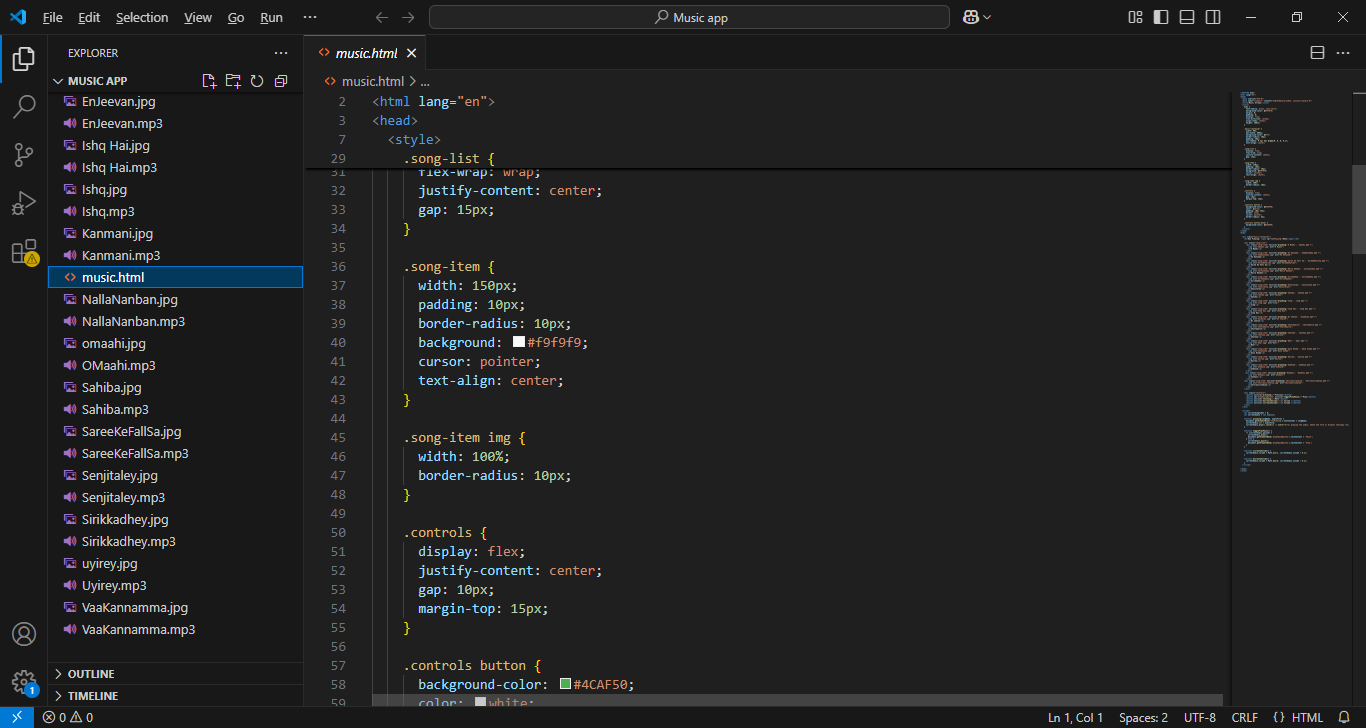 File Edit Selection View Go Run ···
Music app
EXPLORER
MUSIC APP
EnJeevan.jpg
EnJeevan.mp3
Ishq Hai.jpg
Ishq Hai.mp3
Ishq.jpg
Ishq.mp3
Kanmani.jpg
Kanmani.mp3
music.html
NallaNanban.jpg
NallaNanban.mp3
omaahi.jpg
OMaahi.mp3
Sahiba.jpg
Sahiba.mp3
SareeKeFallSa.jpg
SareeKeFallSa.mp3
Senjitaley.jpg
Senjitaley.mp3
Sirikkadhey.jpg
Sirikkadhey.mp3
uyirey.jpg
Uyirey.mp3
VaaKannamma.jpg
VaaKannamma.mp3
OUTLINE
TIMELINE
1
music.html
music.html > ...
2 <html lang="en">
3 <head>
7 <style>
29 .song-list {
31 flex-wrap: wrap;
32 justify-content: center;
33 gap: 15px;
34 }
35
36 .song-item {
37 width: 150px;
38 padding: 10px;
39 border-radius: 10px;
40 background: #f9f9f9;
41 cursor: pointer;
42 text-align: center;
43 }
44
45 .song-item img {
46 width: 100%;
47 border-radius: 10px;
48 }
49
50 .controls {
51 display: flex;
52 justify-content: center;
53 gap: 10px;
54 margin-top: 15px;
55 }
56
57 .controls button {
58 background-color: #4CAF50;
59 color: white;
0 0 Ln 1, Col 1 Spaces: 2 UTF-8 CRLF {} HTML